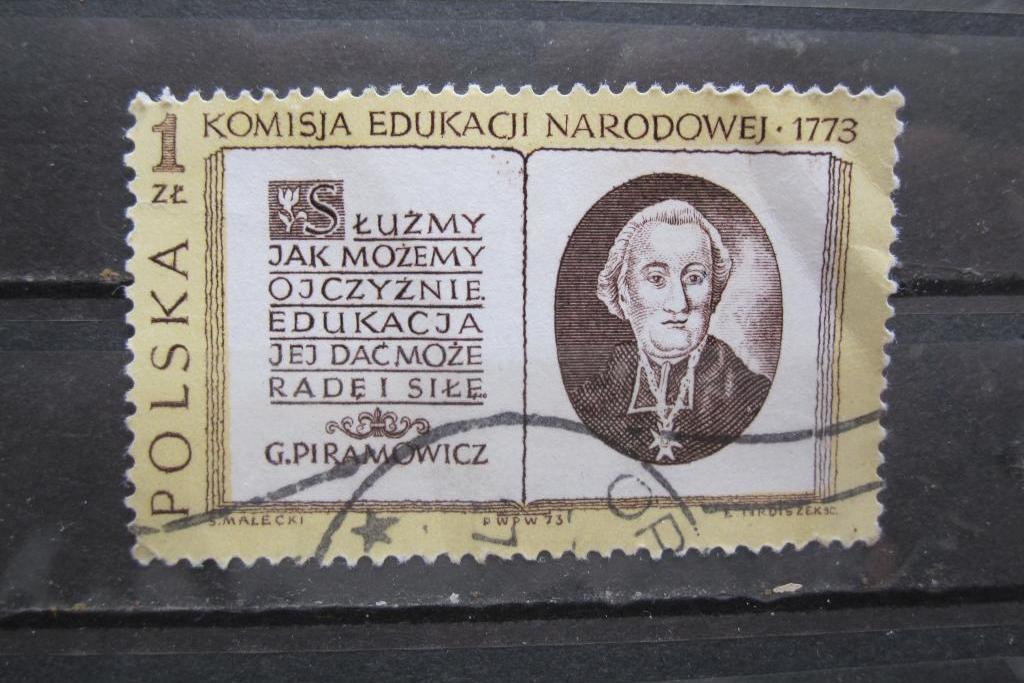 1 KOMISJA EDUKACJI NARODOWEJ · 1773
ZŁ
POLSKA
SŁUŻMY
JAK MOŻEMY
OJCZYŹNIE.
EDUKACJA
JEJ DAĆ MOŻE
RADĘ I SIŁĘ.
G. PIRAMOWICZ
S. MAŁECKI
PWPW 73
SC.